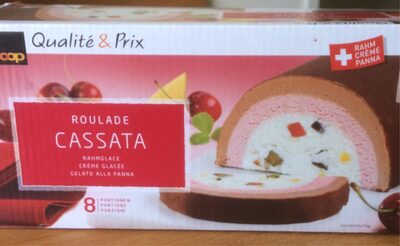 coop
Qualité & Prix
RAHM
CRÈME
PANNA
ROULADE
CASSATA
RAHMGLACE
CRÈME GLACÉE
GELATO ALLA PANNA
8 PORTIONEN
PORTIONS
PORZIONI